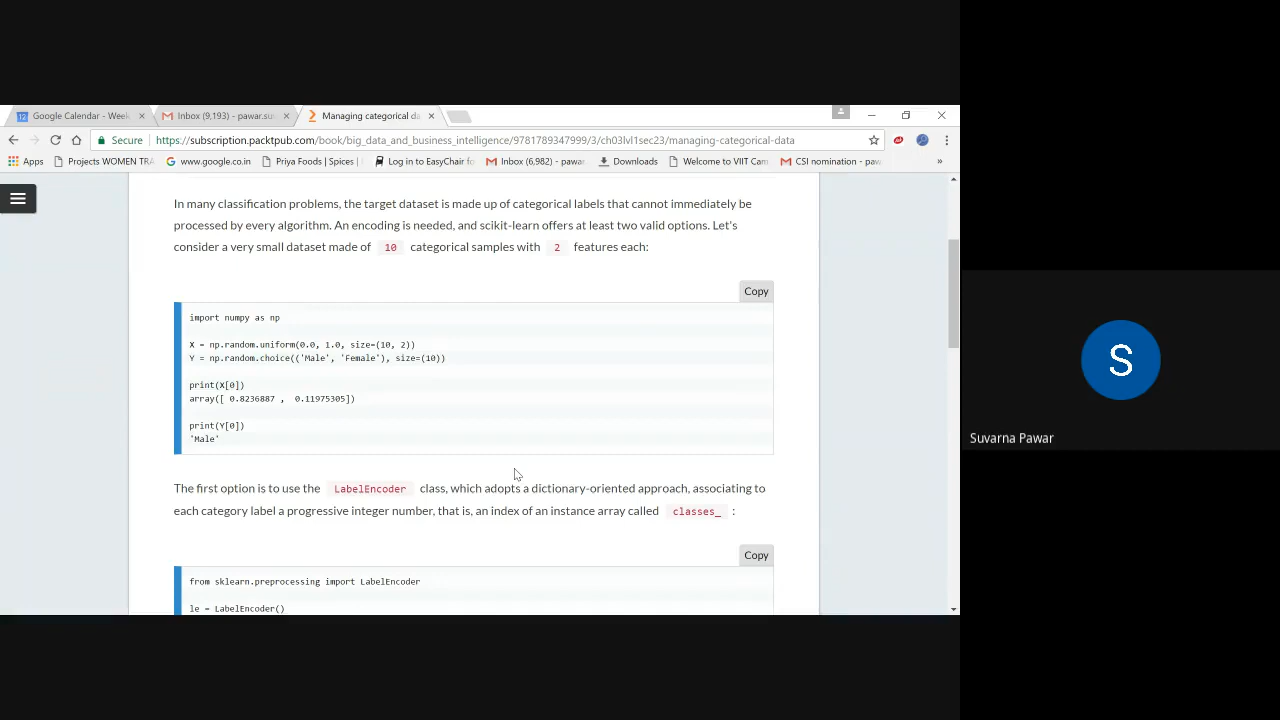 Google Calendar - Week
Inbox (9,193) - pawar.su
Managing categorical da
Secure
https://subscription.packtpub.com/book/big_data_and_business_intelligence/9781789347999/3/ch03lvl1sec23/managing-categorical-data
Apps
Projects WOMEN TRA
www.google.co.in
Priya Foods | Spices |
Log in to EasyChair fo
Inbox (6,982) - pawar
Downloads
Welcome to VIIT Cam
CSI nomination - paw
»
In many classification problems, the target dataset is made up of categorical labels that cannot immediately be
processed by every algorithm. An encoding is needed, and scikit-learn offers at least two valid options. Let's
consider a very small dataset made of 10 categorical samples with 2 features each:
Copy
import numpy as np
X = np.random.uniform(0.0, 1.0, size=(10, 2))
Y = np.random.choice(('Male', 'Female'), size=(10))
print(X[0])
array([ 0.8236887 , 0.11975305])
print(Y[0])
'Male'
The first option is to use the LabelEncoder class, which adopts a dictionary-oriented approach, associating to
each category label a progressive integer number, that is, an index of an instance array called classes_ :
Copy
from sklearn.preprocessing import LabelEncoder
le = LabelEncoder()
S
Suvarna Pawar